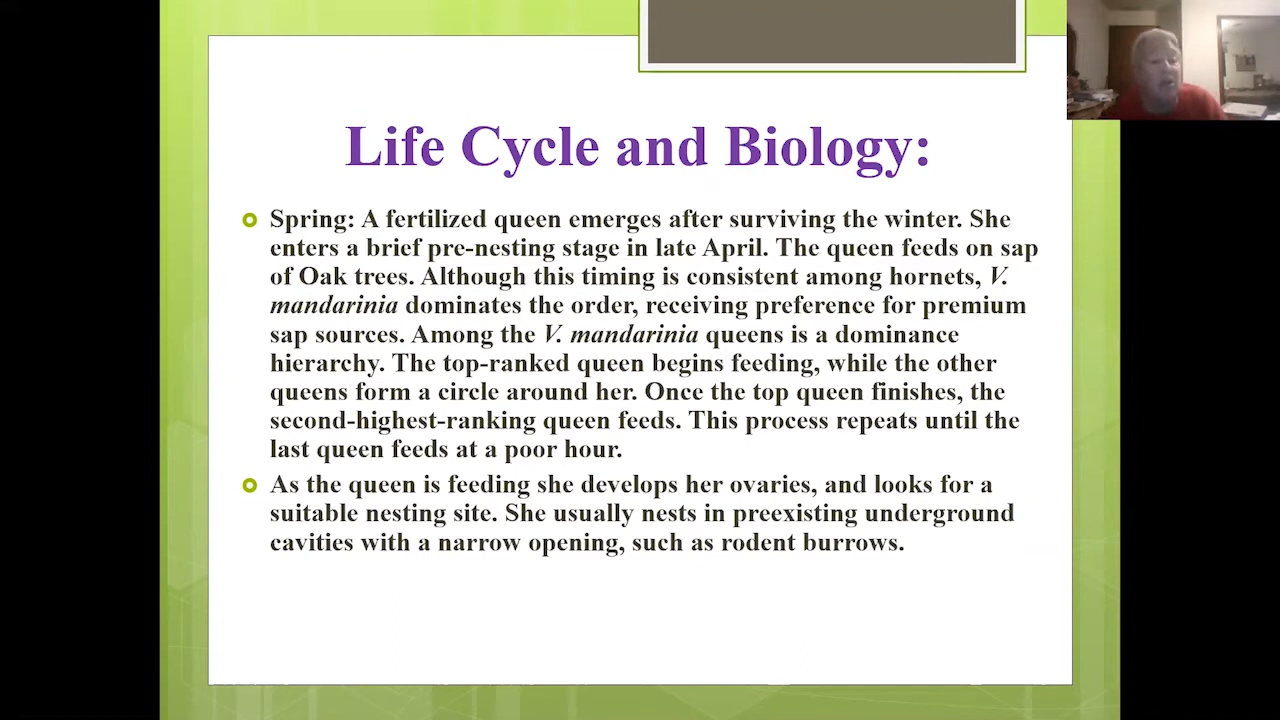 Life Cycle and Biology:
Spring: A fertilized queen emerges after surviving the winter. She
enters a brief pre-nesting stage in late April. The queen feeds on sap
of Oak trees. Although this timing is consistent among hornets, V.
mandarinia dominates the order, receiving preference for premium
sap sources. Among the V. mandarinia queens is a dominance
hierarchy. The top-ranked queen begins feeding, while the other
queens form a circle around her. Once the top queen finishes, the
second-highest-ranking queen feeds. This process repeats until the
last queen feeds at a poor hour.
As the queen is feeding she develops her ovaries, and looks for a
suitable nesting site. She usually nests in preexisting underground
cavities with a narrow opening, such as rodent burrows.